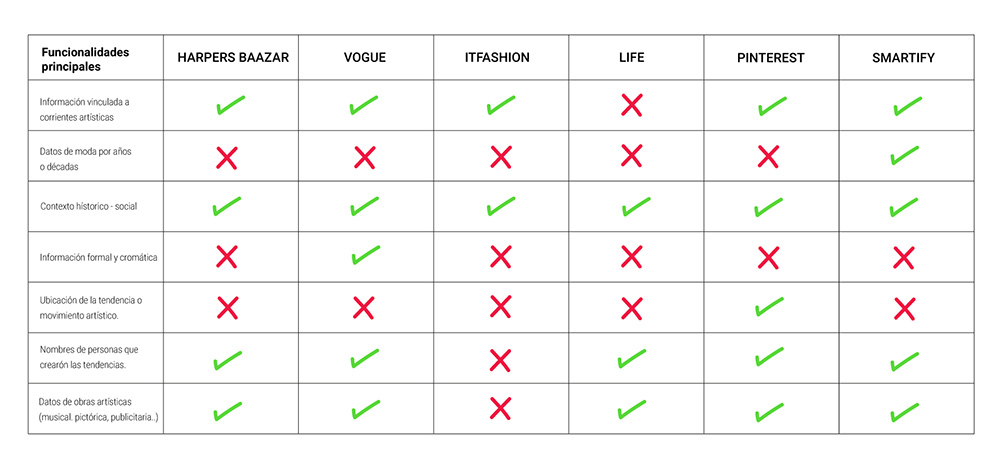 Funcionalidades
principales
HARPERS BAAZAR
VOGUE
ITFASHION
LIFE
PINTEREST
SMARTIFY
Información vinculada a
corrientes artísticas
Datos de moda por años
o décadas
Contexto hístorico - social
Información formal y cromática
Ubicación de la tendencia o
movimiento artístico.
Nombres de personas que
crearón las tendencias.
Datos de obras artísticas
(musical. pictórica, publicitaria..)